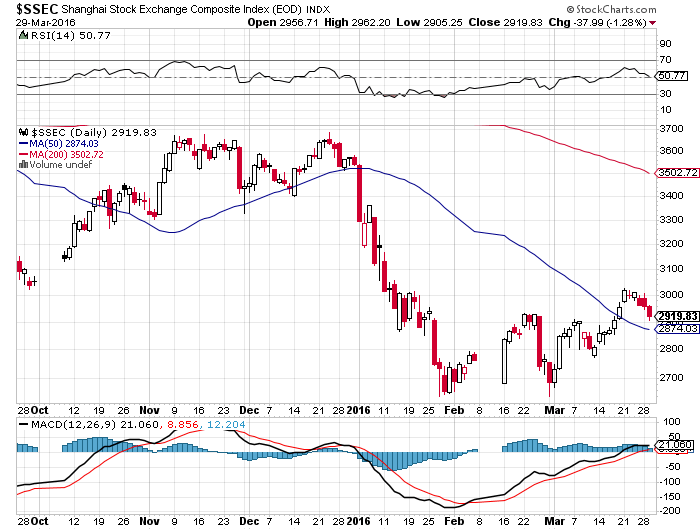 $SSEC Shanghai Stock Exchange Composite Index (EOD) INDX © StockCharts.com
29-Mar-2016 Open 2956.71 High 2962.20 Low 2905.25 Close 2919.83 Chg -37.99 (-1.28%)
RSI(14) 50.77
90
70
50.77
30
10
$SSEC (Daily) 2919.83
MA(50) 2874.03
MA(200) 3502.72
Volume undef
3700
3600
3502.72
3400
3300
3200
3100
3000
2919.83
2874.03
2800
2700
28 Oct 12 19 26 Nov 9 16 23 Dec 7 14 21 28 2016 11 18 25 Feb 8 16 22 Mar 7 14 21 28
MACD(12,26,9) 21.060, 8.856, 12.204
100
50
21.060
-50
-100
-150
-200
28 Oct 12 19 26 Nov 9 16 23 Dec 7 14 21 28 2016 11 18 25 Feb 8 16 22 Mar 7 14 21 28